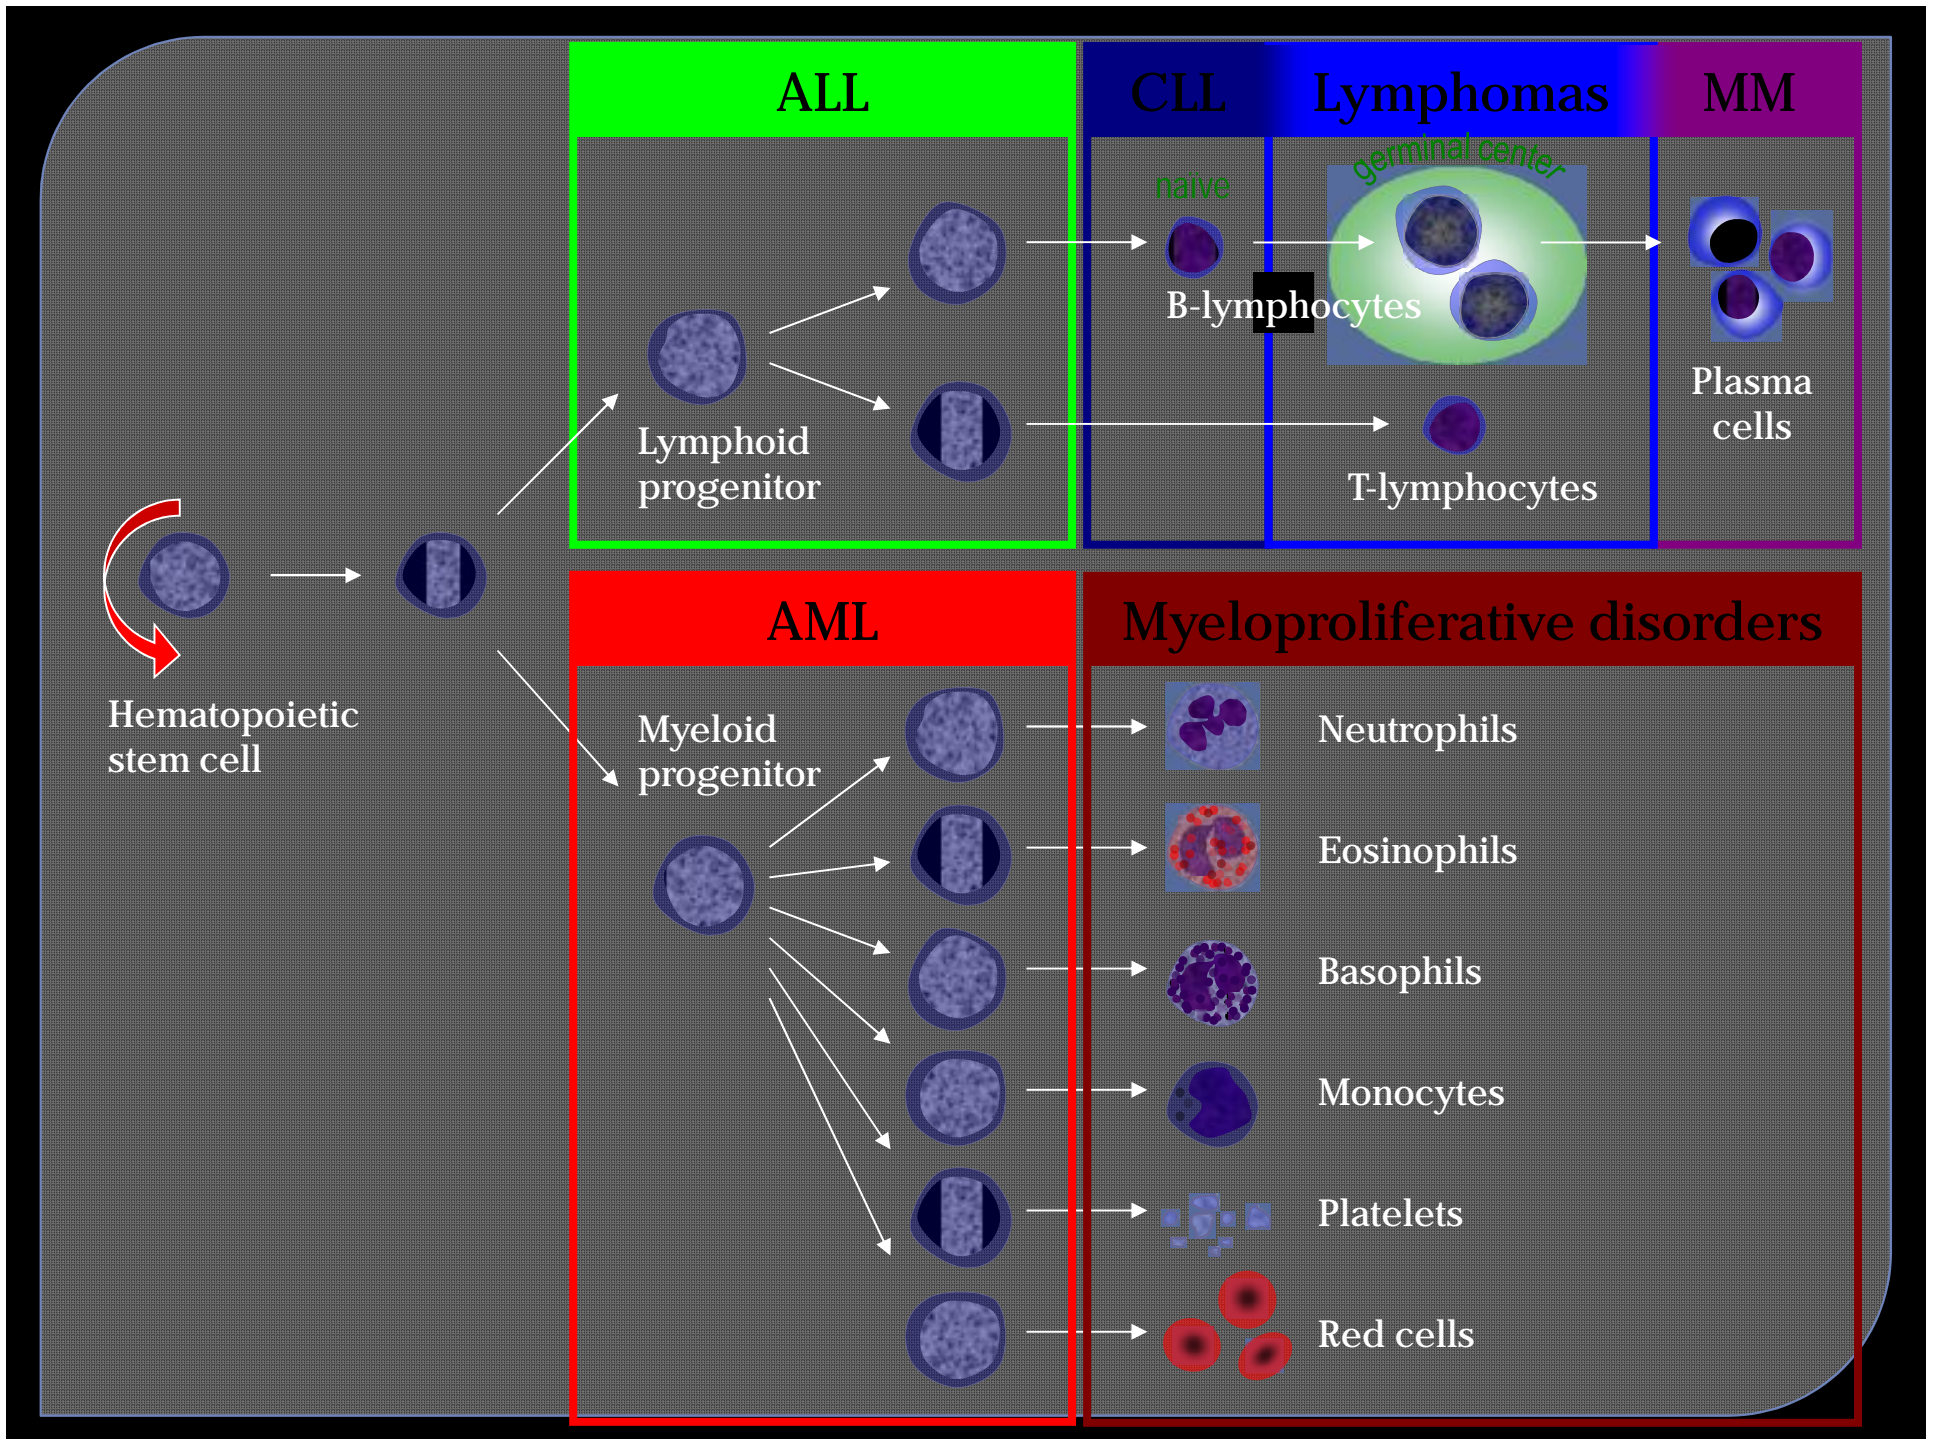 ALL
CLL
Lymphomas
MM
germinal center
naïve
B-lymphocytes
Plasma
cells
Lymphoid
progenitor
T-lymphocytes
Hematopoietic
stem cell
AML
Myeloproliferative disorders
Myeloid
progenitor
Neutrophils
Eosinophils
Basophils
Monocytes
Platelets
Red cells